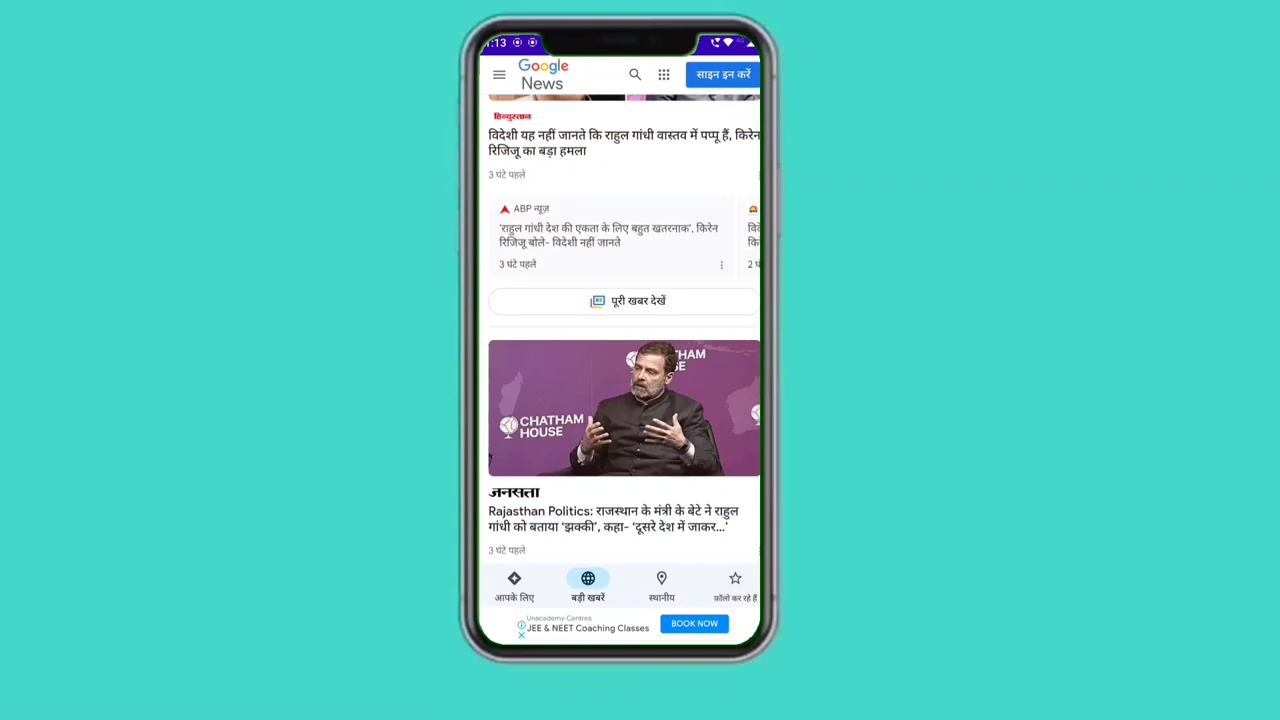 1:13
Google
News
साइन इन करें
हिन्दुस्तान
विदेशी यह नहीं जानते कि राहुल गांधी वास्तव में पप्पू हैं, किरेन
रिजिजू का बड़ा हमला
3 घंटे पहले
ABP न्यूज़
'राहुल गांधी देश की एकता के लिए बहुत खतरनाक', किरेन
रिजिजू बोले- विदेशी नहीं जानते
3 घंटे पहले
पूरी खबर देखें
CHATHAM
HOUSE
जनसत्ता
Rajasthan Politics: राजस्थान के मंत्री के बेटे ने राहुल
गांधी को बताया ‘झक्की’, कहा- ‘दूसरे देश में जाकर...’
3 घंटे पहले
आपके लिए
बड़ी खबरें
स्थानीय
फ़ॉलो कर रहे हैं
Unacademy Centres
JEE & NEET Coaching Classes
BOOK NOW